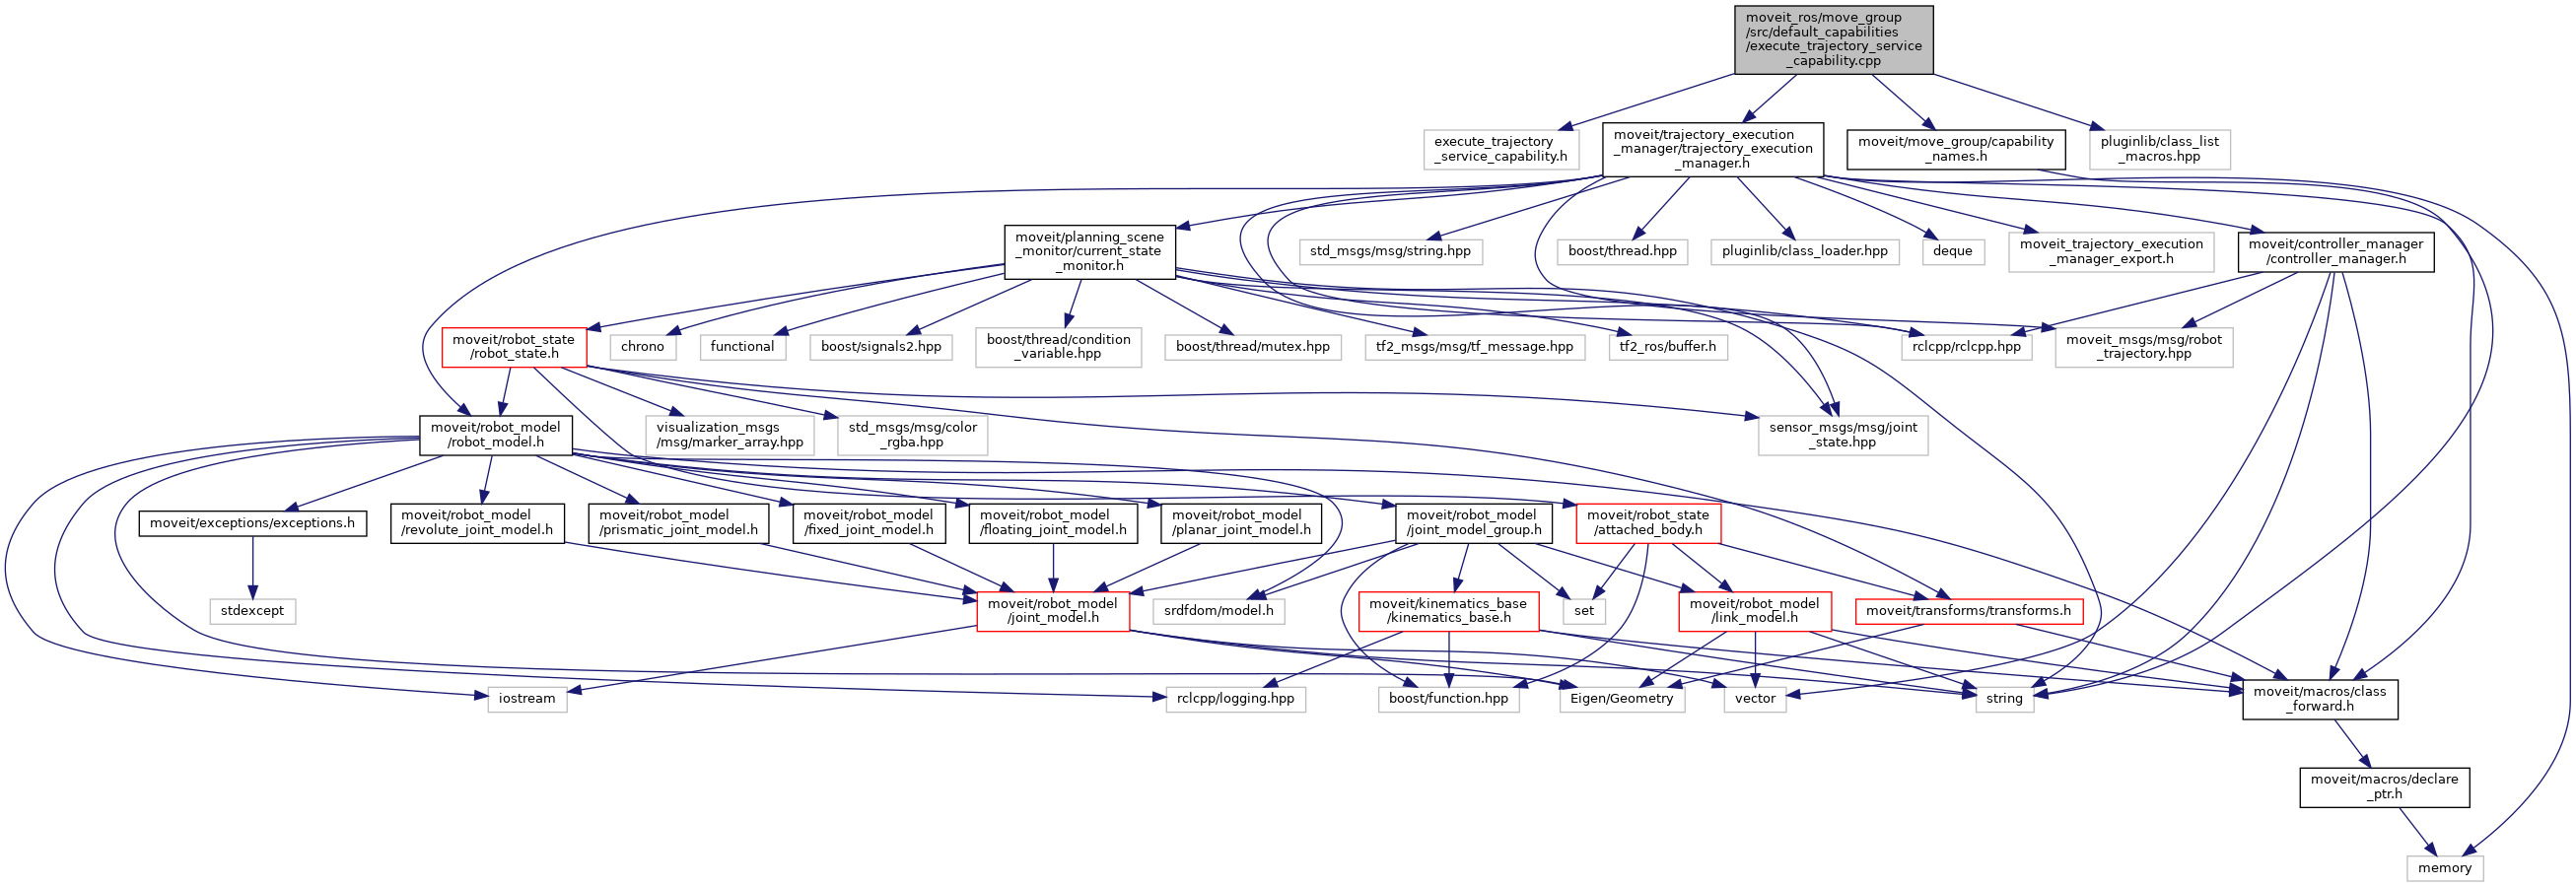 moveit_ros/move_group
/src/default_capabilities
/execute_trajectory_service
_capability.cpp
execute_trajectory
_service_capability.h
moveit/trajectory_execution
_manager/trajectory_execution
_manager.h
moveit/move_group/capability
_names.h
pluginlib/class_list
_macros.hpp
moveit/planning_scene
_monitor/current_state
_monitor.h
std_msgs/msg/string.hpp
boost/thread.hpp
pluginlib/class_loader.hpp
deque
moveit_trajectory_execution
_manager_export.h
moveit/controller_manager
/controller_manager.h
moveit/robot_state
/robot_state.h
chrono
functional
boost/signals2.hpp
boost/thread/condition
_variable.hpp
boost/thread/mutex.hpp
tf2_msgs/msg/tf_message.hpp
tf2_ros/buffer.h
rclcpp/rclcpp.hpp
moveit_msgs/msg/robot
_trajectory.hpp
moveit/robot_model
/robot_model.h
visualization_msgs
/msg/marker_array.hpp
std_msgs/msg/color
_rgba.hpp
sensor_msgs/msg/joint
_state.hpp
moveit/exceptions/exceptions.h
moveit/robot_model
/revolute_joint_model.h
moveit/robot_model
/prismatic_joint_model.h
moveit/robot_model
/fixed_joint_model.h
moveit/robot_model
/floating_joint_model.h
moveit/robot_model
/planar_joint_model.h
moveit/robot_model
/joint_model_group.h
moveit/robot_state
/attached_body.h
stdexcept
moveit/robot_model
/joint_model.h
srdfdom/model.h
moveit/kinematics_base
/kinematics_base.h
set
moveit/robot_model
/link_model.h
moveit/transforms/transforms.h
iostream
rclcpp/logging.hpp
boost/function.hpp
Eigen/Geometry
vector
string
moveit/macros/class
_forward.h
moveit/macros/declare
_ptr.h
memory